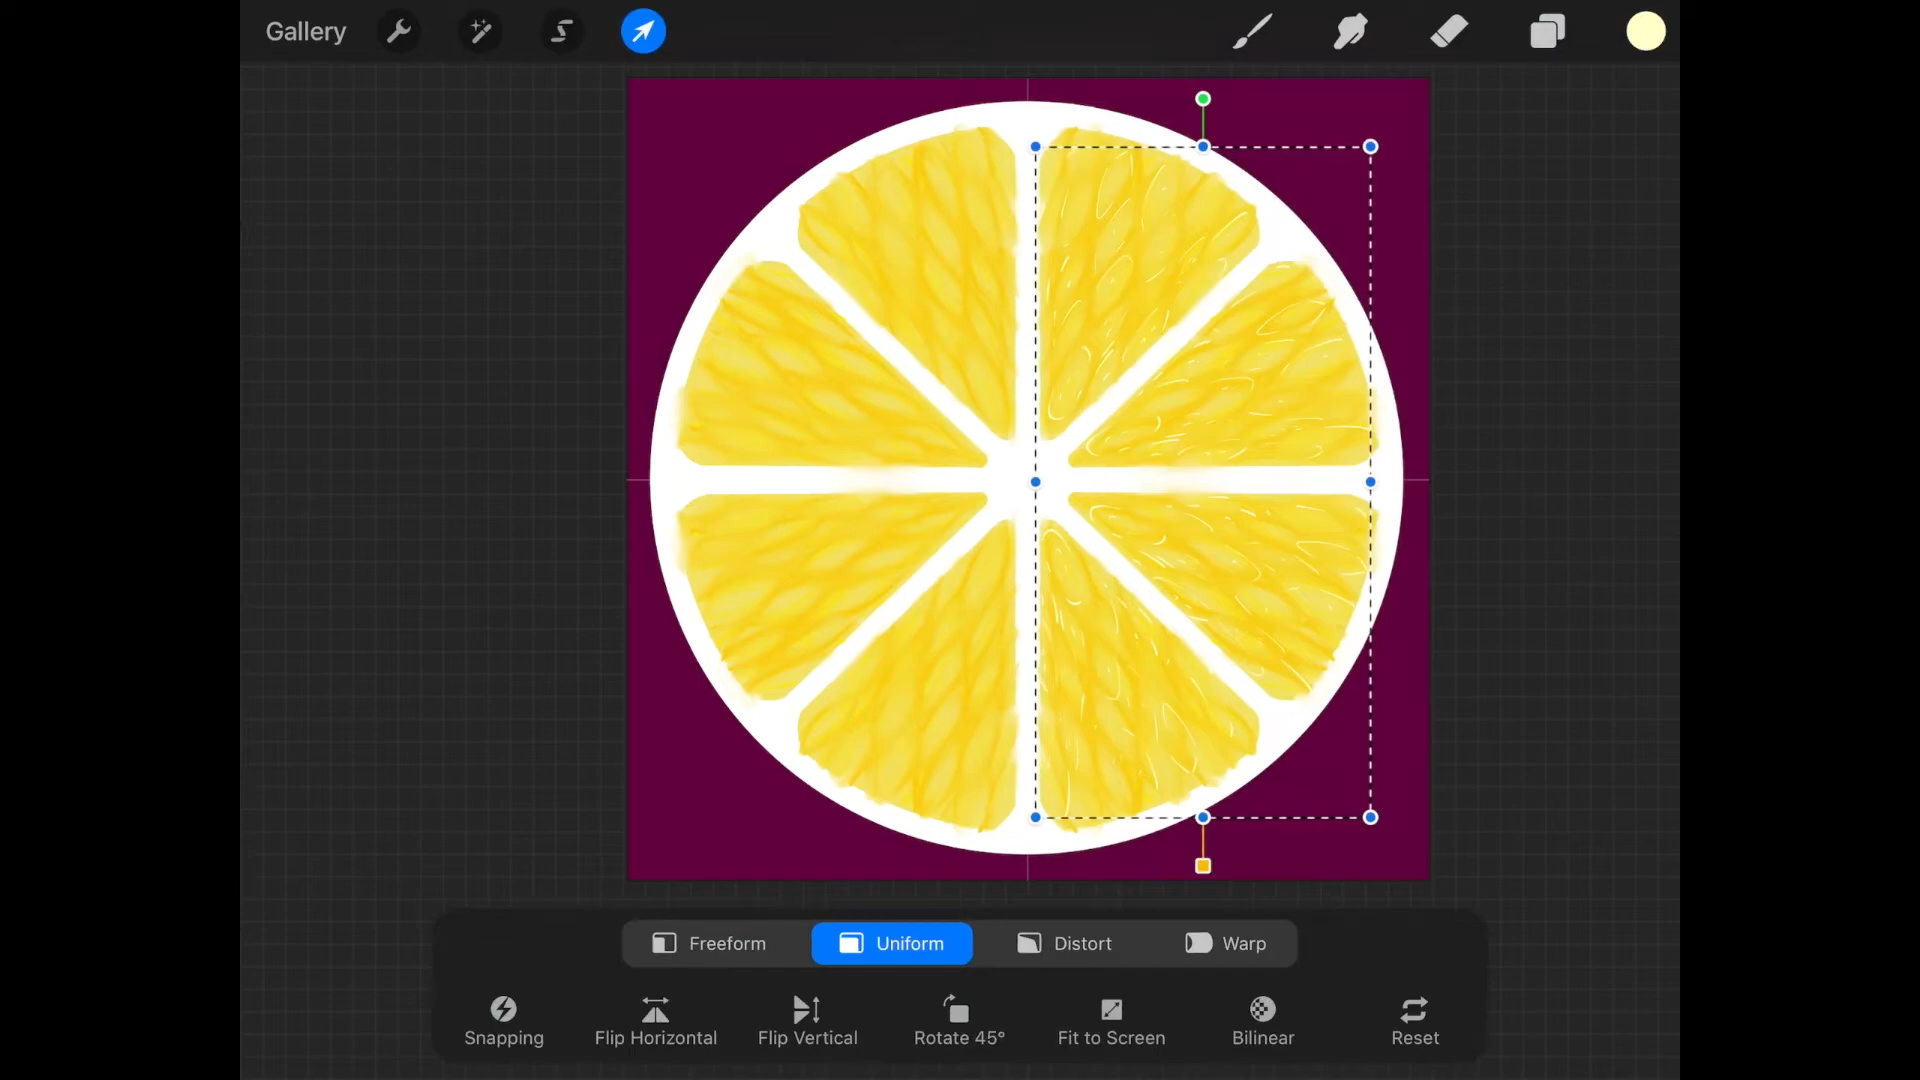 Gallery
Freeform Uniform Distort Warp
Snapping Flip Horizontal Flip Vertical Rotate 45° Fit to Screen Bilinear Reset